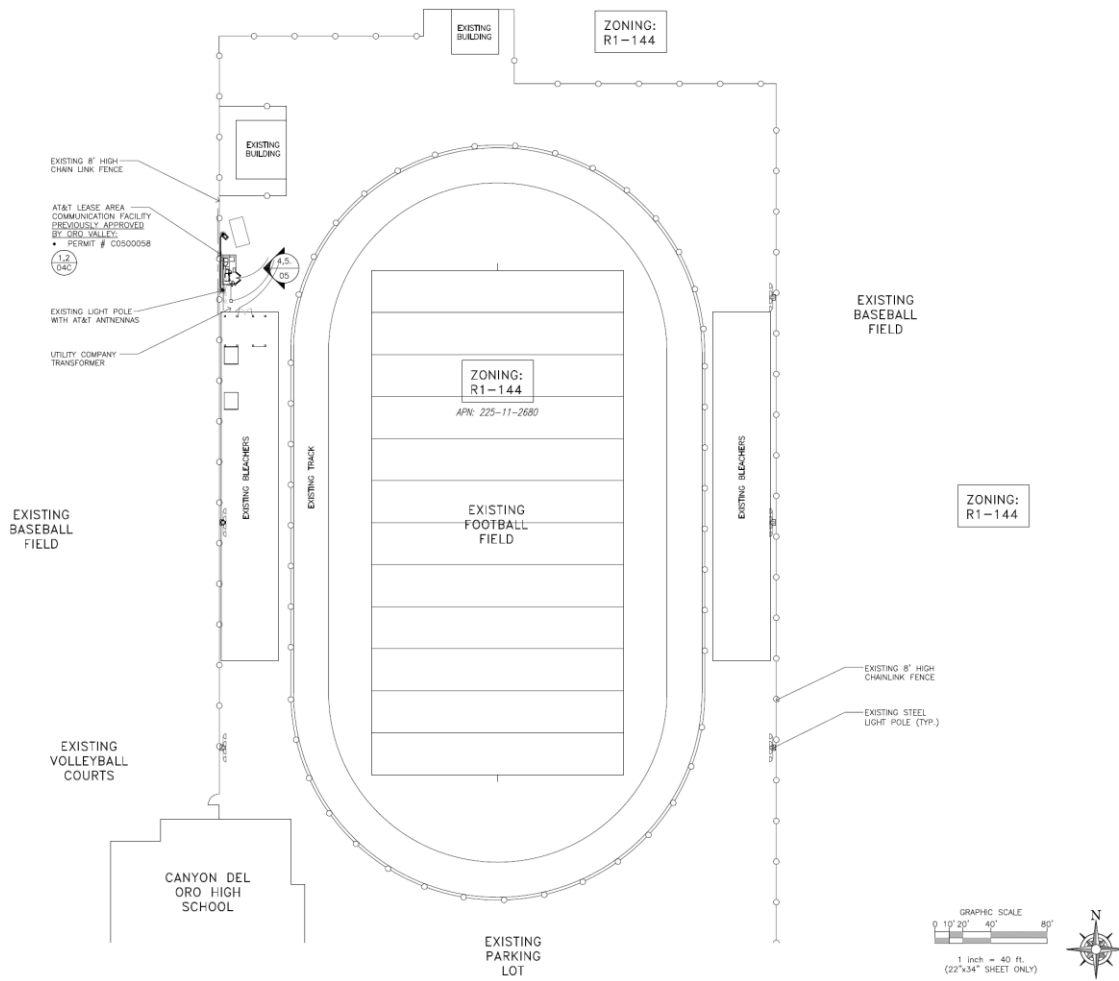 EXISTING
BUILDING
ZONING:
R1-144
EXISTING
BUILDING
EXISTING 8' HIGH
CHAIN LINK FENCE
AT&T LEASE AREA
COMMUNICATION FACILITY
PREVIOUSLY APPROVED
BY ORO VALLEY:
• PERMIT # C0500058
1,2
04C
4,5.
05
EXISTING LIGHT POLE
WITH AT&T ANTNENNAS
UTILITY COMPANY
TRANSFORMER
EXISTING
BASEBALL
FIELD
ZONING:
R1-144
APN: 225-11-2680
EXISTING BLEACHERS
EXISTING TRACK
EXISTING
FOOTBALL
FIELD
EXISTING BLEACHERS
EXISTING
BASEBALL
FIELD
ZONING:
R1-144
EXISTING 8' HIGH
CHAINLINK FENCE
EXISTING STEEL
LIGHT POLE (TYP.)
EXISTING
VOLLEYBALL
COURTS
CANYON DEL
ORO HIGH
SCHOOL
EXISTING
PARKING
LOT
GRAPHIC SCALE
0 10' 20' 40' 80'
1 inch = 40 ft.
(22"x34" SHEET ONLY)
N